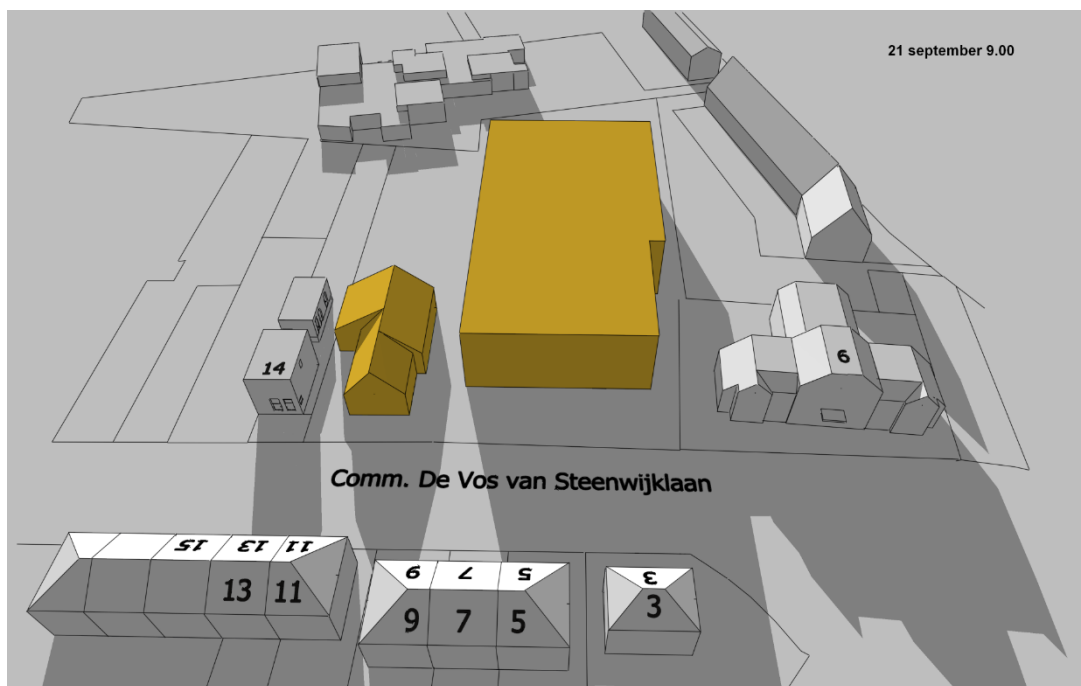 21 september 9.00
14
6
Comm. De Vos van Steenwijklaan
15 13 11
13 11
9 7 5
9 7 5
3
3